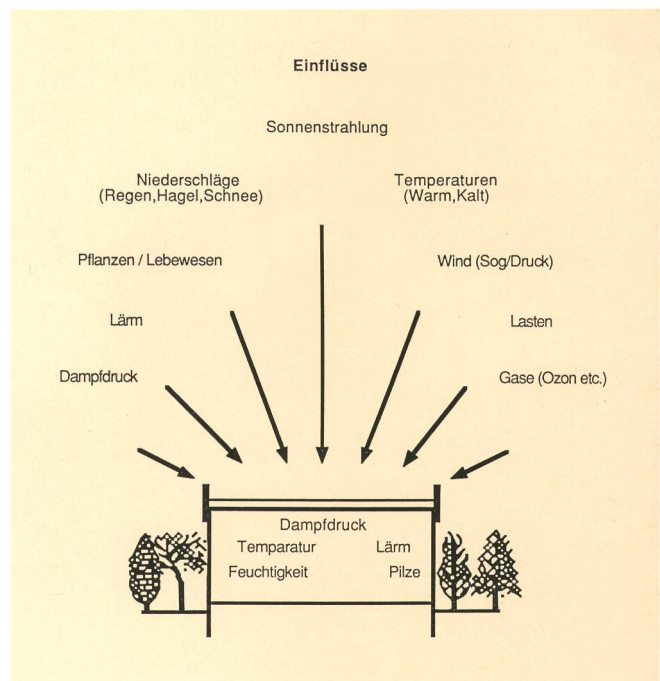 Einflüsse
Sonnenstrahlung
Niederschläge
(Regen,Hagel,Schnee)
Temperaturen
(Warm,Kalt)
Pflanzen / Lebewesen
Wind (Sog/Druck)
Lärm
Lasten
Dampfdruck
Gase (Ozon etc.)
Dampfdruck
Temparatur
Lärm
Feuchtigkeit
Pilze